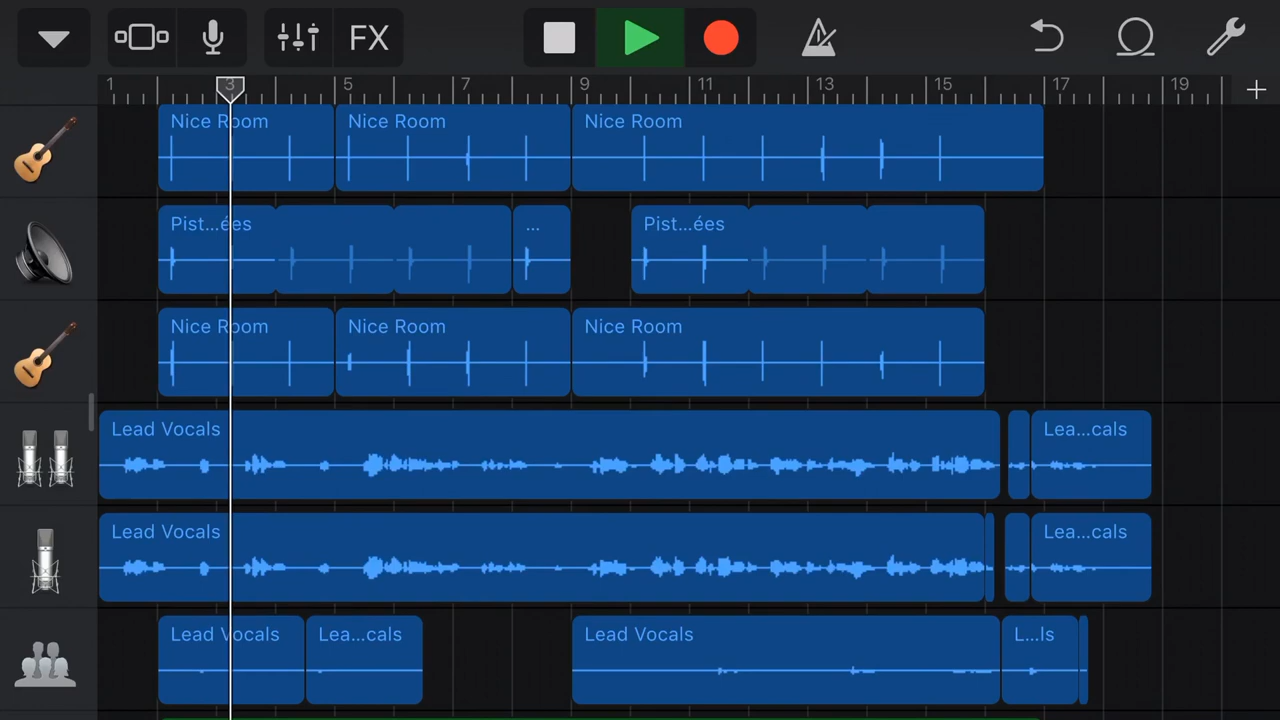 FX
1 3 5 7 9 11 13 15 17 19
Nice Room Nice Room Nice Room
Pist...ées ... Pist...ées
Nice Room Nice Room Nice Room
Lead Vocals Lea...cals
Lead Vocals Lea...cals
Lead Vocals Lea...cals Lead Vocals L...ls